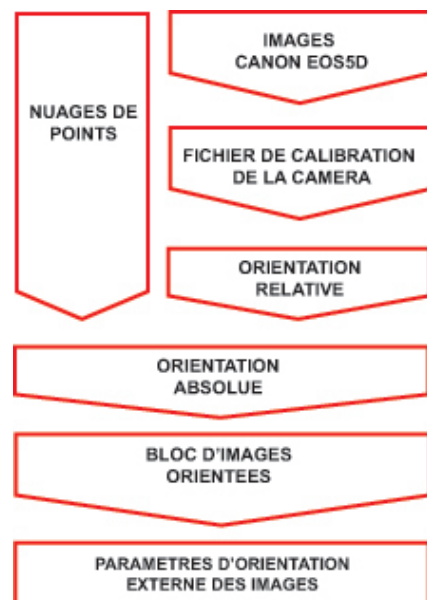 NUAGES DE
POINTS
IMAGES
CANON EOS5D
FICHIER DE CALIBRATION
DE LA CAMERA
ORIENTATION
RELATIVE
ORIENTATION
ABSOLUE
BLOC D'IMAGES
ORIENTEES
PARAMETRES D'ORIENTATION
EXTERNE DES IMAGES